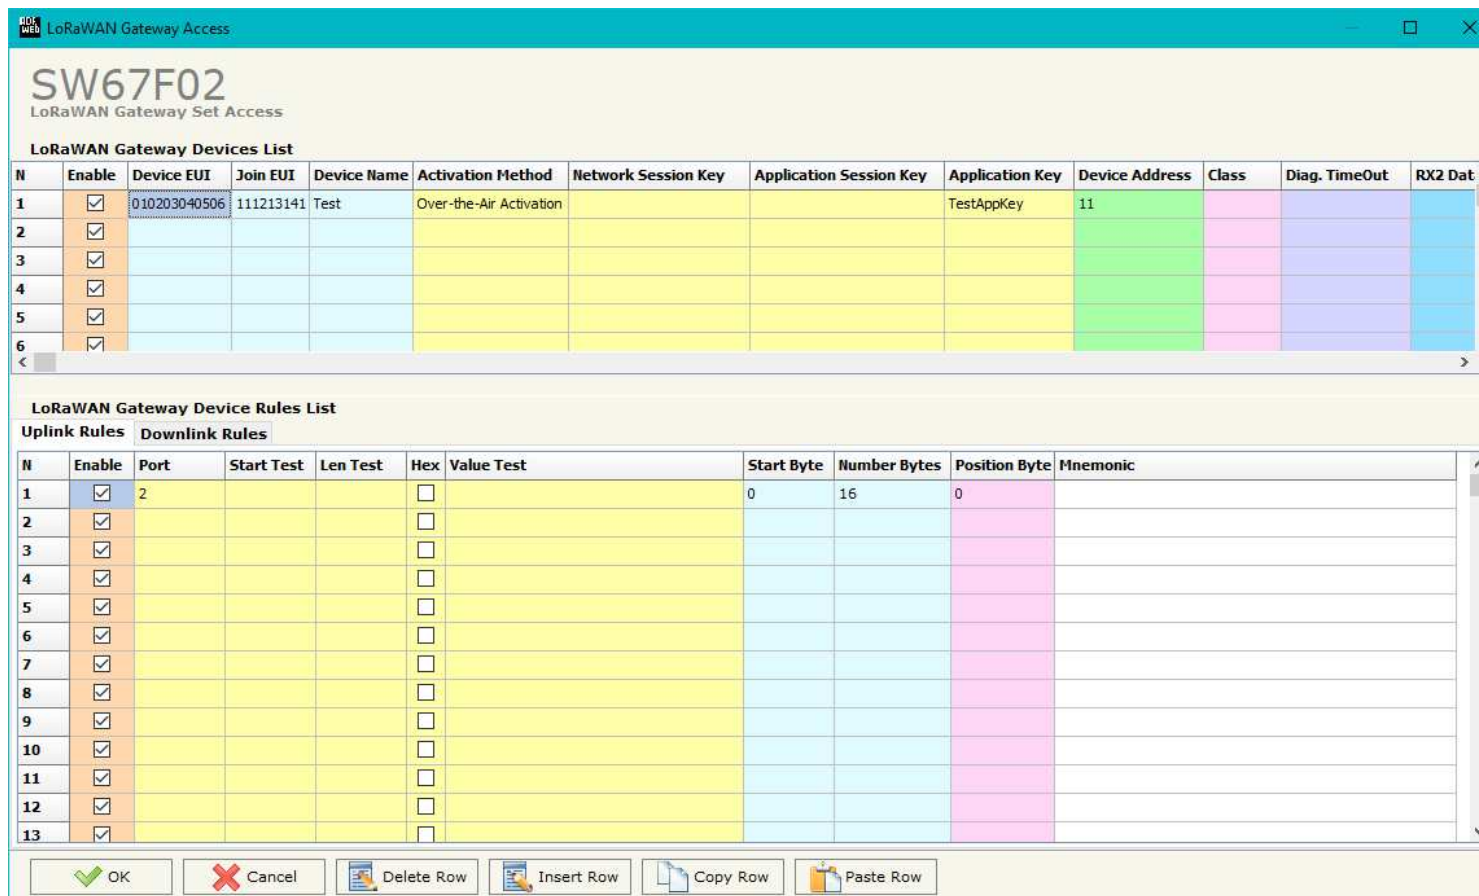 ADF
WEB LoRaWAN Gateway Access
SW67F02
LoRaWAN Gateway Set Access
LoRaWAN Gateway Devices List
N Enable Device EUI Join EUI Device Name Activation Method Network Session Key Application Session Key Application Key Device Address Class Diag. TimeOut RX2 Dat
1 010203040506 111213141 Test Over-the-Air Activation TestAppKey 11
2
3
4
5
6
LoRaWAN Gateway Device Rules List
Uplink Rules Downlink Rules
N Enable Port Start Test Len Test Hex Value Test Start Byte Number Bytes Position Byte Mnemonic
1 2 0 16 0
2
3
4
5
6
7
8
9
10
11
12
13
OK Cancel Delete Row Insert Row Copy Row Paste Row